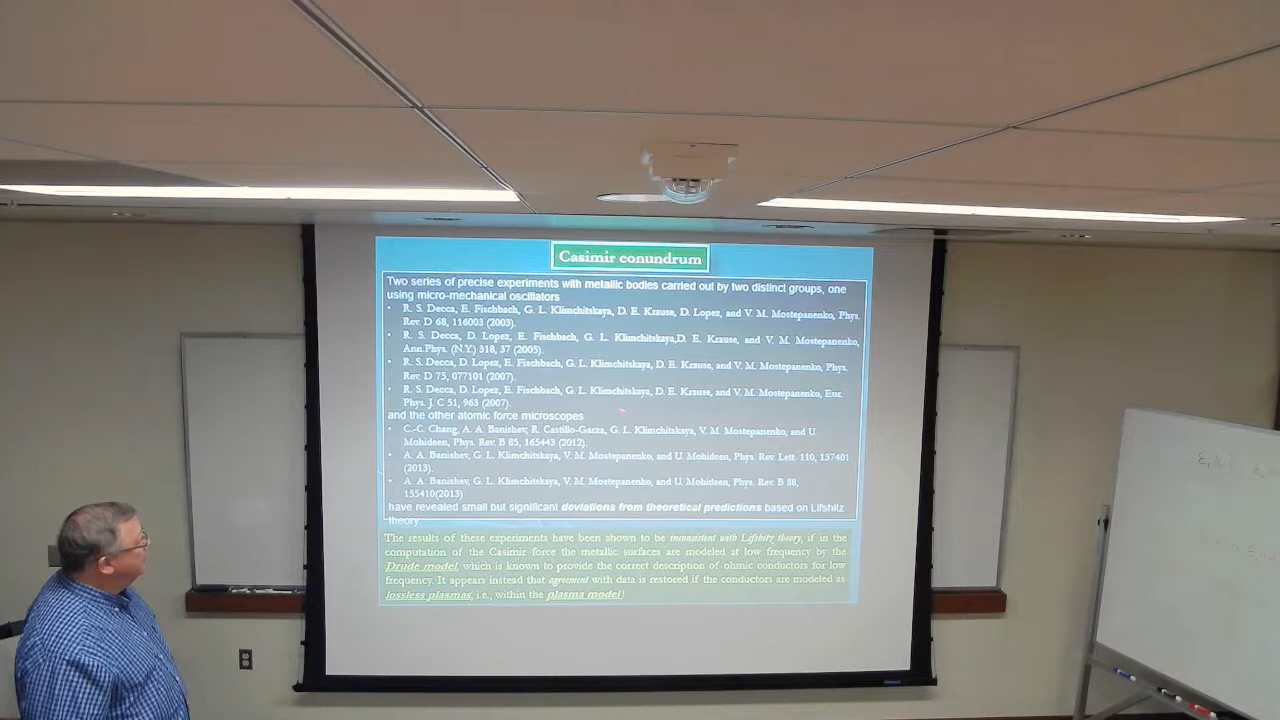 Casimir conundrum
Two series of precise experiments with metallic bodies carried out by two distinct groups, one
using micro-mechanical oscillators
• R. S. Decca, E. Fischbach, G. L. Klimchitskaya, D. E. Krause, D. Lopez, and V. M. Mostepanenko, Phys.
Rev. D 68, 116003 (2003).
• R. S. Decca, D. Lopez, E. Fischbach, G. L. Klimchitskaya,D. E. Krause, and V. M. Mostepanenko,
Ann.Phys. (N.Y.) 318, 37 (2005).
• R. S. Decca, D. Lopez, E. Fischbach, G. L. Klimchitskaya, D. E. Krause, and V. M. Mostepanenko, Phys.
Rev. D 75, 077101 (2007).
• R. S. Decca, D. Lopez, E. Fischbach, G. L. Klimchitskaya, D. E. Krause, and V. M. Mostepanenko, Eur.
Phys. J. C 51, 963 (2007).
and the other atomic force microscopes
• C.-C. Chang, A. A. Banishev, R. Castillo-Garza, G. L. Klimchitskaya, V. M. Mostepanenko, and U.
Mohideen, Phys. Rev. B 85, 165443 (2012).
• A. A. Banishev, G. L. Klimchitskaya, V. M. Mostepanenko, and U. Mohideen, Phys. Rev. Lett. 110, 137401
(2013).
• A. A. Banishev, G. L. Klimchitskaya, V. M. Mostepanenko, and U. Mohideen, Phys. Rev. B 88,
155410(2013)
have revealed small but significant deviations from theoretical predictions based on Lifshitz
theory.
The results of these experiments have been shown to be inconsistent with Lifshitz theory, if in the
computation of the Casimir force the metallic surfaces are modeled at low frequency by the
Drude model, which is known to provide the correct description of ohmic conductors for low
frequency. It appears instead that agreement with data is restored if the conductors are modeled as
lossless plasmas, i.e., within the plasma model!